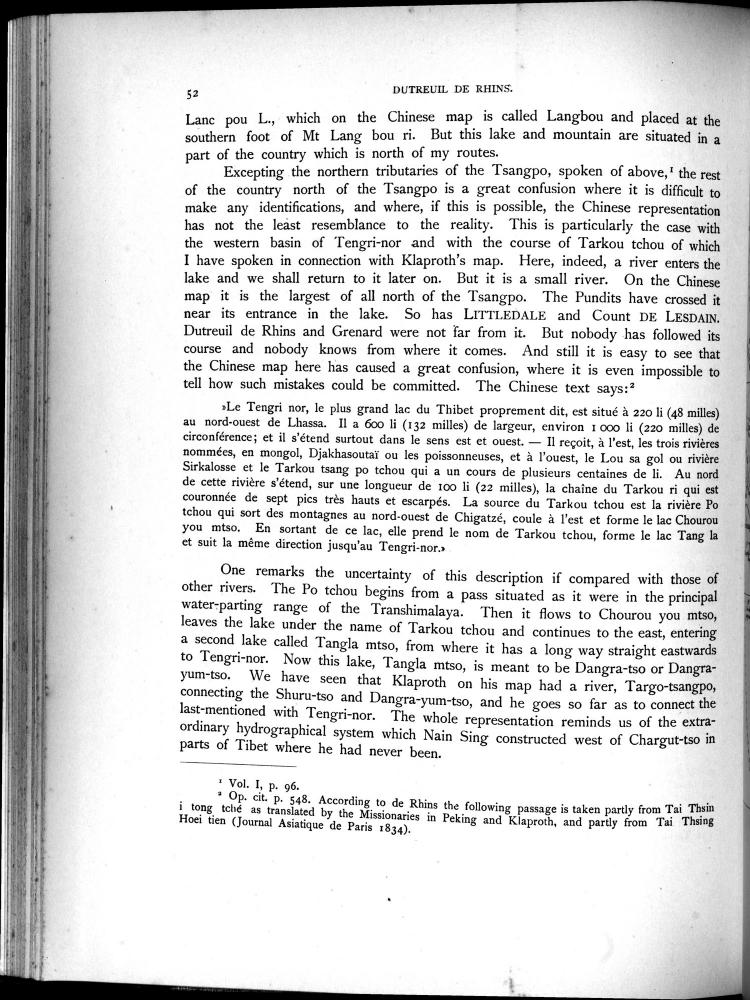 52
DUTREUIL DE RHINS.
Lanc pou L., which on the Chinese map is called Langbou and placed at the
southern foot of Mt Lang bou ri. But this lake and mountain are situated in a
part of the country which is north of my routes.
Excepting the northern tributaries of the Tsangpo, spoken of above,¹ the rest
of the country north of the Tsangpo is a great confusion where it is difficult to
make any identifications, and where, if this is possible, the Chinese representation
has not the least resemblance to the reality. This is particularly the case with
the western basin of Tengri-nor and with the course of Tarkou tchou of which
I have spoken in connection with Klaproth's map. Here, indeed, a river enters the
lake and we shall return to it later on. But it is a small river. On the Chinese
map it is the largest of all north of the Tsangpo. The Pundits have crossed it
near its entrance in the lake. So has LITTLEDALE and Count DE LESDAIN.
Dutreuil de Rhins and Grenard were not far from it. But nobody has followed its
course and nobody knows from where it comes. And still it is easy to see that
the Chinese map here has caused a great confusion, where it is even impossible to
tell how such mistakes could be committed. The Chinese text says:²
»Le Tengri nor, le plus grand lac du Thibet proprement dit, est situé à 220 li (48 milles)
au nord-ouest de Lhassa. Il a 600 li (132 milles) de largeur, environ 1 000 li (220 milles) de
circonférence; et il s'étend surtout dans le sens est et ouest. — Il reçoit, à l'est, les trois rivières
nommées, en mongol, Djakhasoutaï ou les poissonneuses, et à l'ouest, le Lou sa gol ou rivière
Sirkalosse et le Tarkou tsang po tchou qui a un cours de plusieurs centaines de li. Au nord
de cette rivière s'étend, sur une longueur de 100 li (22 milles), la chaîne du Tarkou ri qui est
couronnée de sept pics très hauts et escarpés. La source du Tarkou tchou est la rivière Po
tchou qui sort des montagnes au nord-ouest de Chigatzé, coule à l'est et forme le lac Chourou
you mtso. En sortant de ce lac, elle prend le nom de Tarkou tchou, forme le lac Tang la
et suit la même direction jusqu'au Tengri-nor.»
One remarks the uncertainty of this description if compared with those of
other rivers. The Po tchou begins from a pass situated as it were in the principal
water-parting range of the Transhimalaya. Then it flows to Chourou you mtso,
leaves the lake under the name of Tarkou tchou and continues to the east, entering
a second lake called Tangla mtso, from where it has a long way straight eastwards
to Tengri-nor. Now this lake, Tangla mtso, is meant to be Dangra-tso or Dangra-
yum-tso. We have seen that Klaproth on his map had a river, Targo-tsangpo,
connecting the Shuru-tso and Dangra-yum-tso, and he goes so far as to connect the
last-mentioned with Tengri-nor. The whole representation reminds us of the extra-
ordinary hydrographical system which Nain Sing constructed west of Chargut-tso in
parts of Tibet where he had never been.
¹ Vol. I, p. 96.
² Op. cit. p. 548. According to de Rhins the following passage is taken partly from Tai Thsin
i tong tché as translated by the Missionaries in Peking and Klaproth, and partly from Tai Thsing
Hoei tien (Journal Asiatique de Paris 1834).